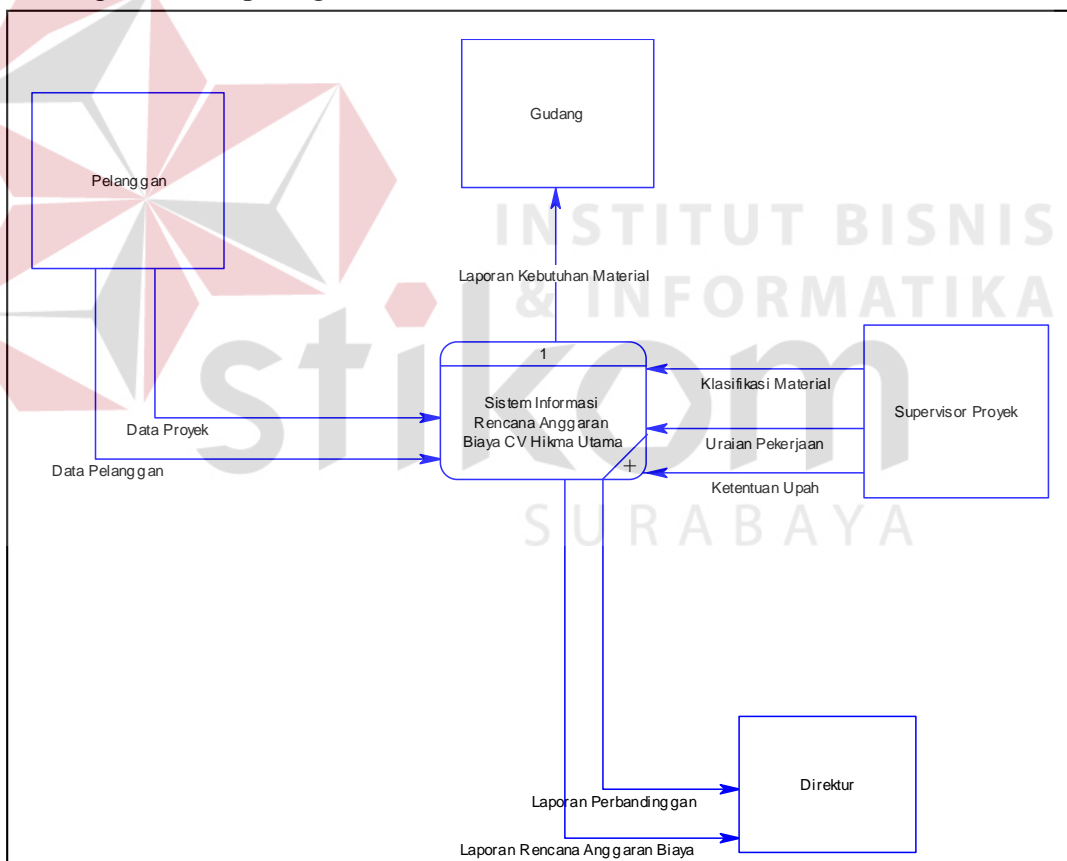 Gudang
Pelanggan
INSTITUT BISNIS
Laporan Kebutuhan Material
& INFORMATIKA
stikom
1
Klasifikasi Material
Sistem Informasi
Rencana Anggaran
Biaya CV Hikma Utama
Supervisor Proyek
Data Proyek
Uraian Pekerjaan
+
Data Pelanggan
Ketentuan Upah
SURABAYA
Direktur
Laporan Perbandinggan
Laporan Rencana Anggaran Biaya